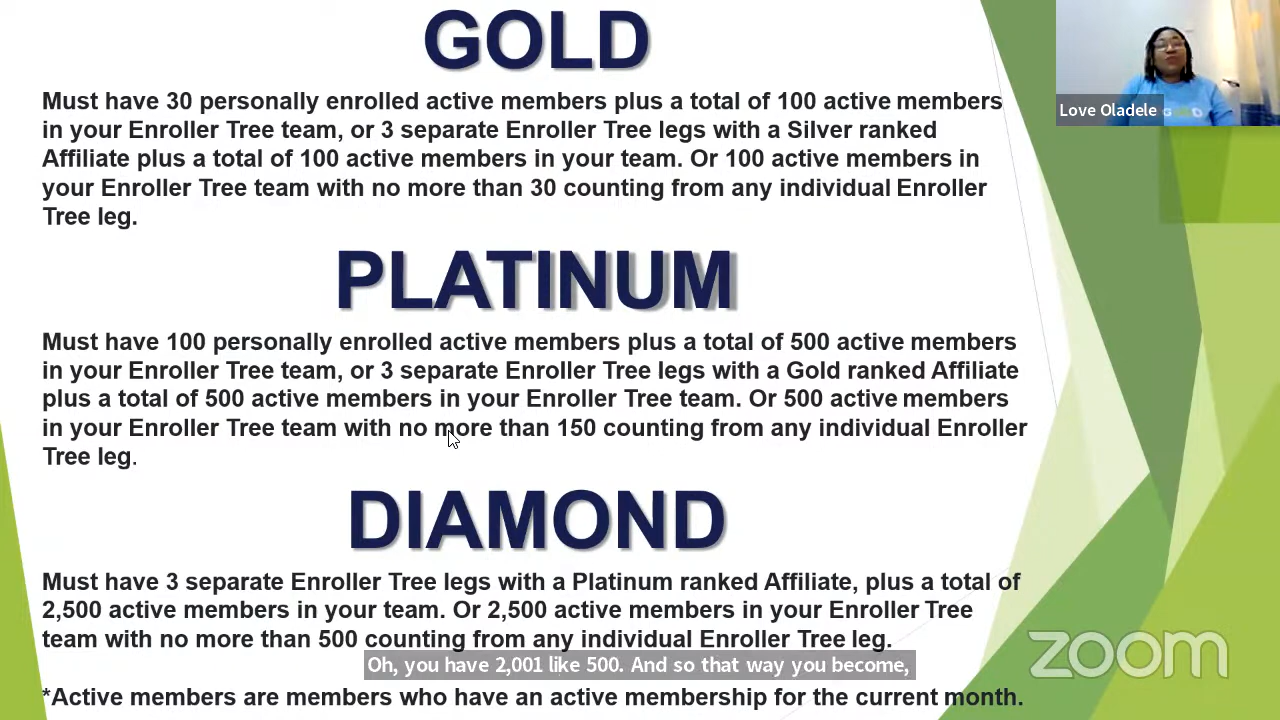 GOLD
Must have 30 personally enrolled active members plus a total of 100 active members
in your Enroller Tree team, or 3 separate Enroller Tree legs with a Silver ranked
Affiliate plus a total of 100 active members in your team. Or 100 active members in
your Enroller Tree team with no more than 30 counting from any individual Enroller
Tree leg.
Love Oladele
PLATINUM
Must have 100 personally enrolled active members plus a total of 500 active members
in your Enroller Tree team, or 3 separate Enroller Tree legs with a Gold ranked Affiliate
plus a total of 500 active members in your Enroller Tree team. Or 500 active members
in your Enroller Tree team with no more than 150 counting from any individual Enroller
Tree leg.
DIAMOND
Must have 3 separate Enroller Tree legs with a Platinum ranked Affiliate, plus a total of
2,500 active members in your team. Or 2,500 active members in your Enroller Tree
team with no more than 500 counting from any individual Enroller Tree leg.
Oh, you have 2,001 like 500. And so that way you become,
*Active members are members who have an active membership for the current month.
zoom